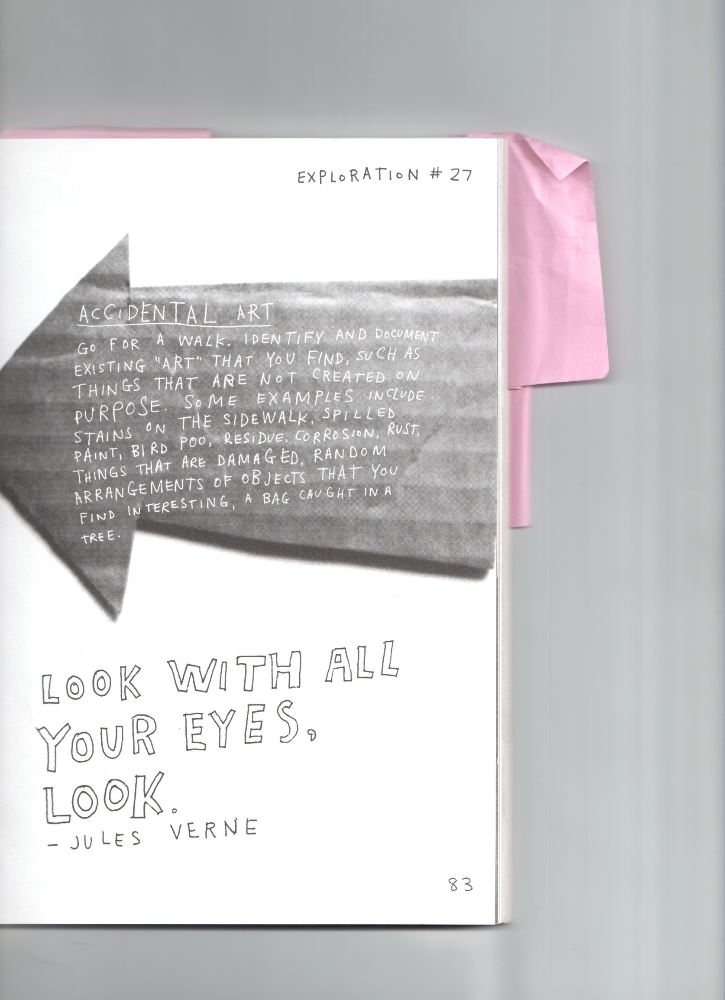 EXPLORATION # 27
ACCIDENTAL ART
GO FOR A WALK. IDENTIFY AND DOCUMENT
EXISTING "ART" THAT YOU FIND, SUCH AS
THINGS THAT ARE NOT CREATED ON
PURPOSE. SOME EXAMPLES INCLUDE
STAINS ON THE SIDEWALK, SPILLED
PAINT, BIRD POO, RESIDUE, CORROSION, RUST,
THINGS THAT ARE DAMAGED, RANDOM
ARRANGEMENTS OF OBJECTS THAT YOU
FIND INTERESTING, A BAG CAUGHT IN A
TREE.
LOOK WITH ALL
YOUR EYES,
LOOK.
- JULES VERNE
83